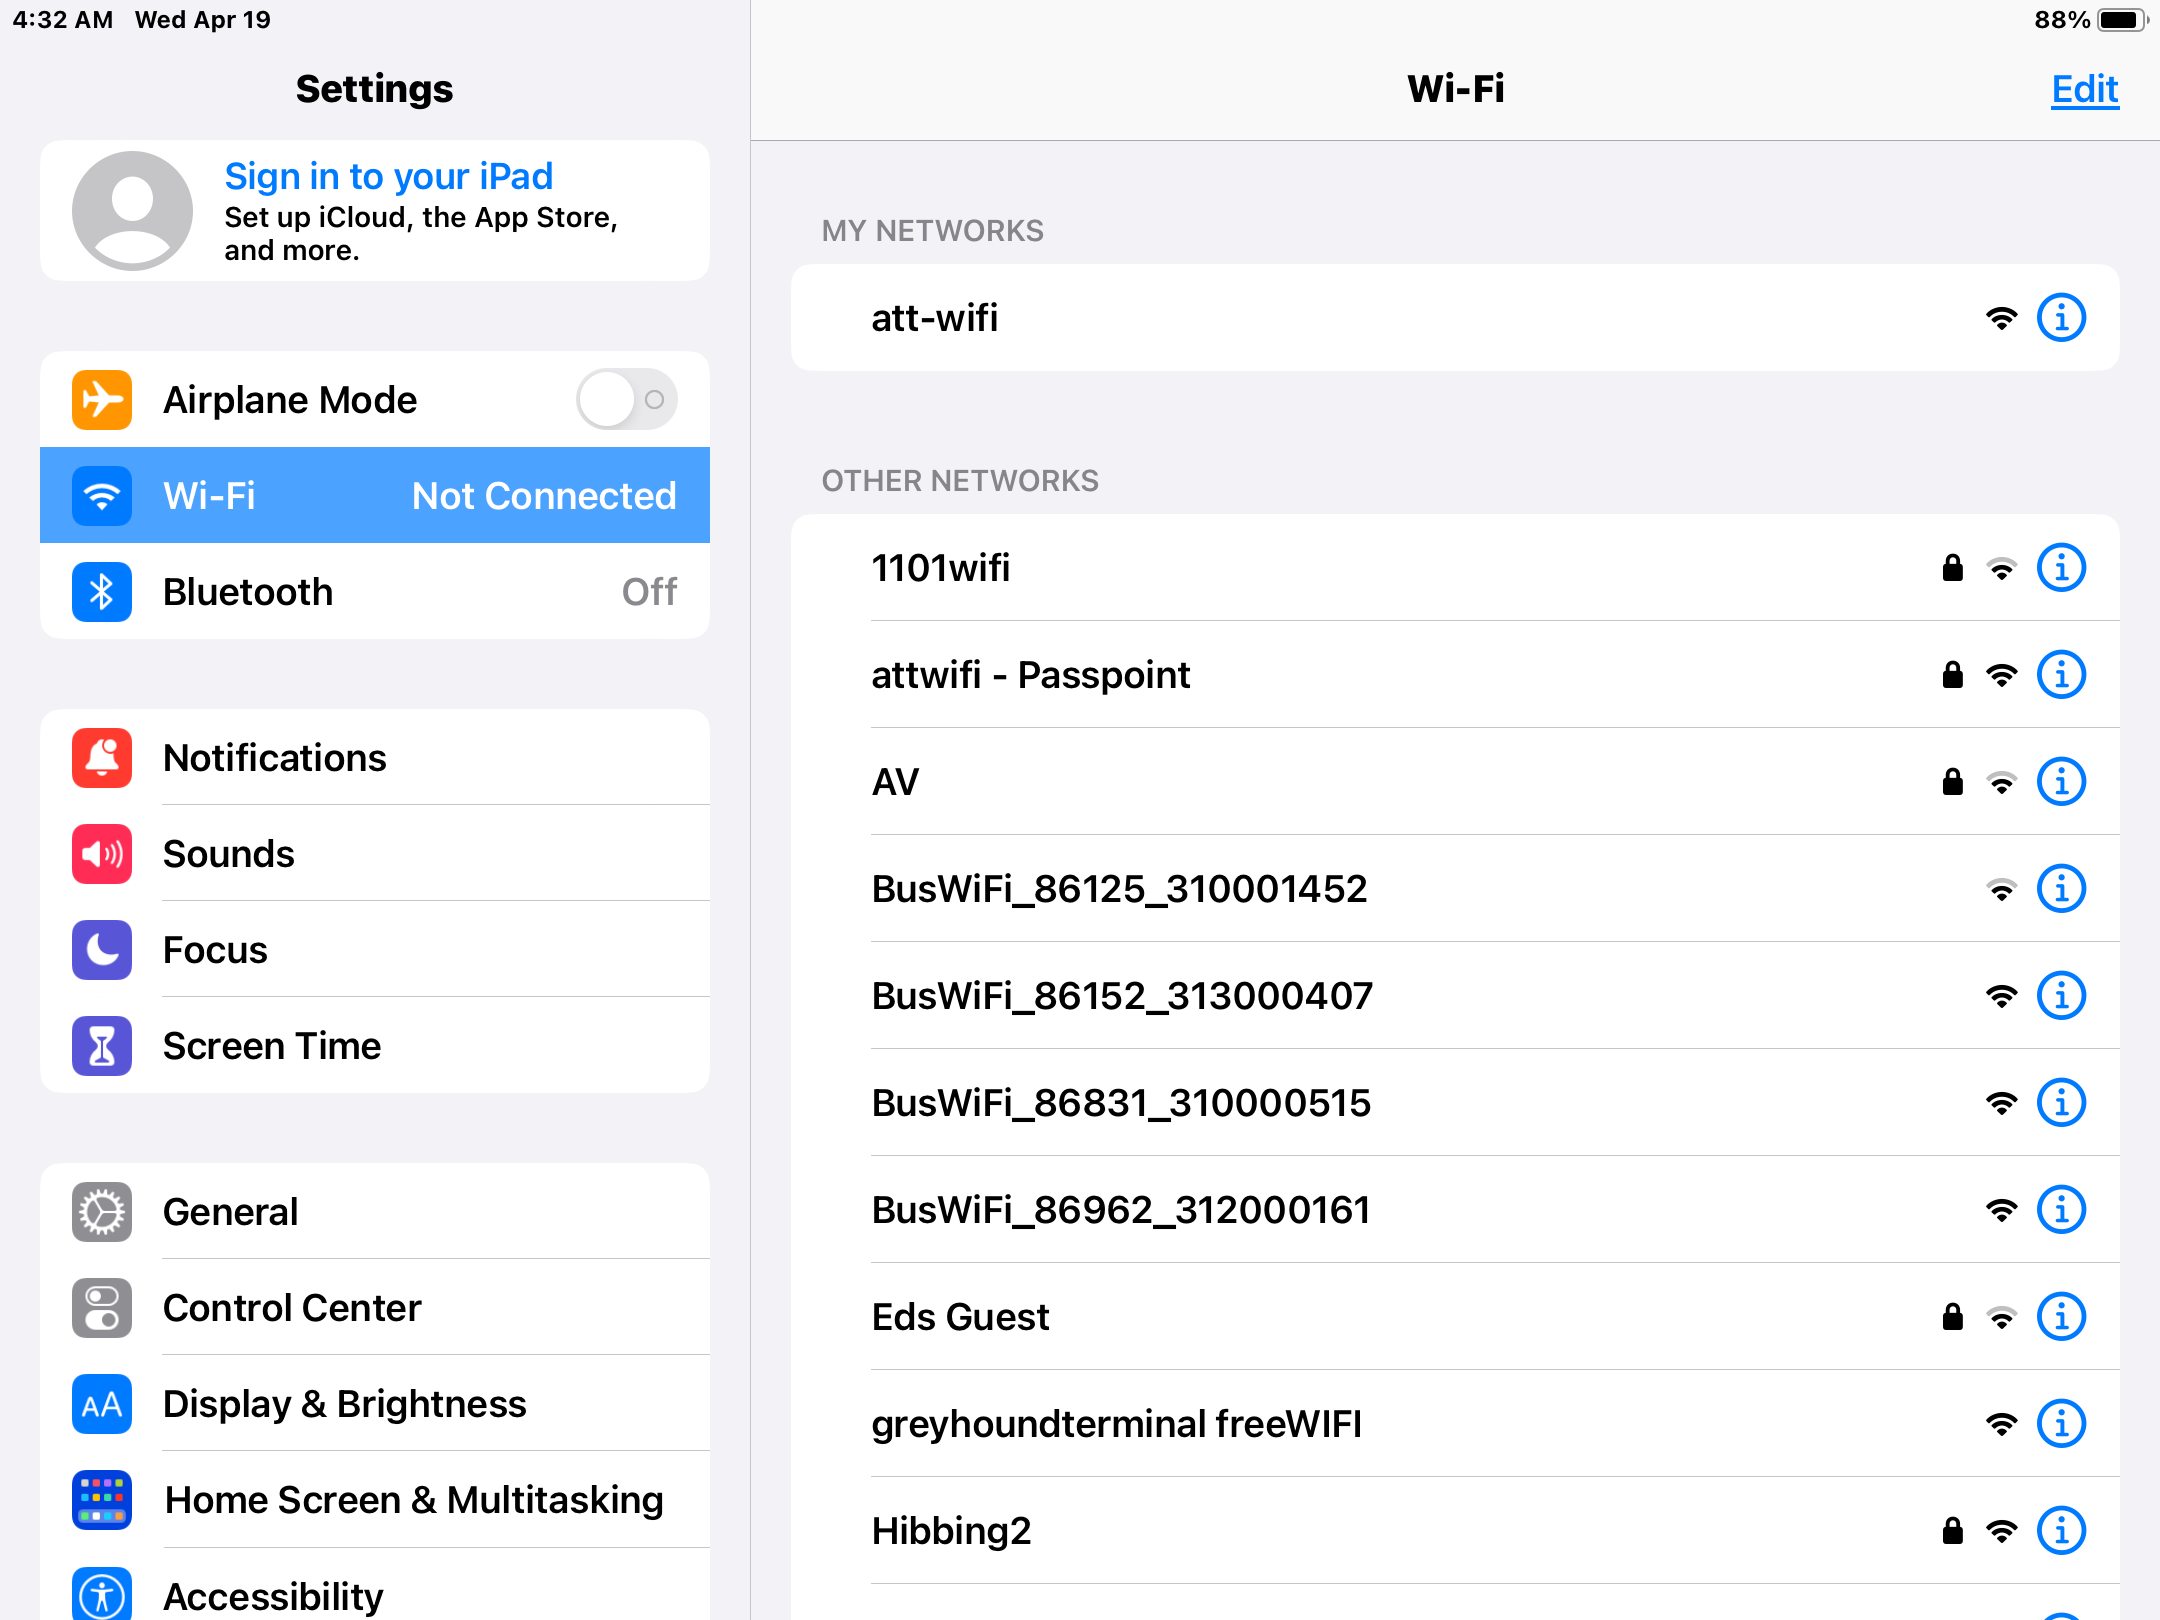 4:32 AM Wed Apr 19
88%
Settings
Sign in to your iPad
Set up iCloud, the App Store,
and more.
Airplane Mode
Wi-Fi Not Connected
Bluetooth Off
Notifications
Sounds
Focus
Screen Time
General
Control Center
AA Display & Brightness
Home Screen & Multitasking
Accessibility
Wi-Fi
Edit
MY NETWORKS
att-wifi
OTHER NETWORKS
1101wifi
attwifi - Passpoint
AV
BusWiFi_86125_310001452
BusWiFi_86152_313000407
BusWiFi_86831_310000515
BusWiFi_86962_312000161
Eds Guest
greyhoundterminal freeWIFI
Hibbing2